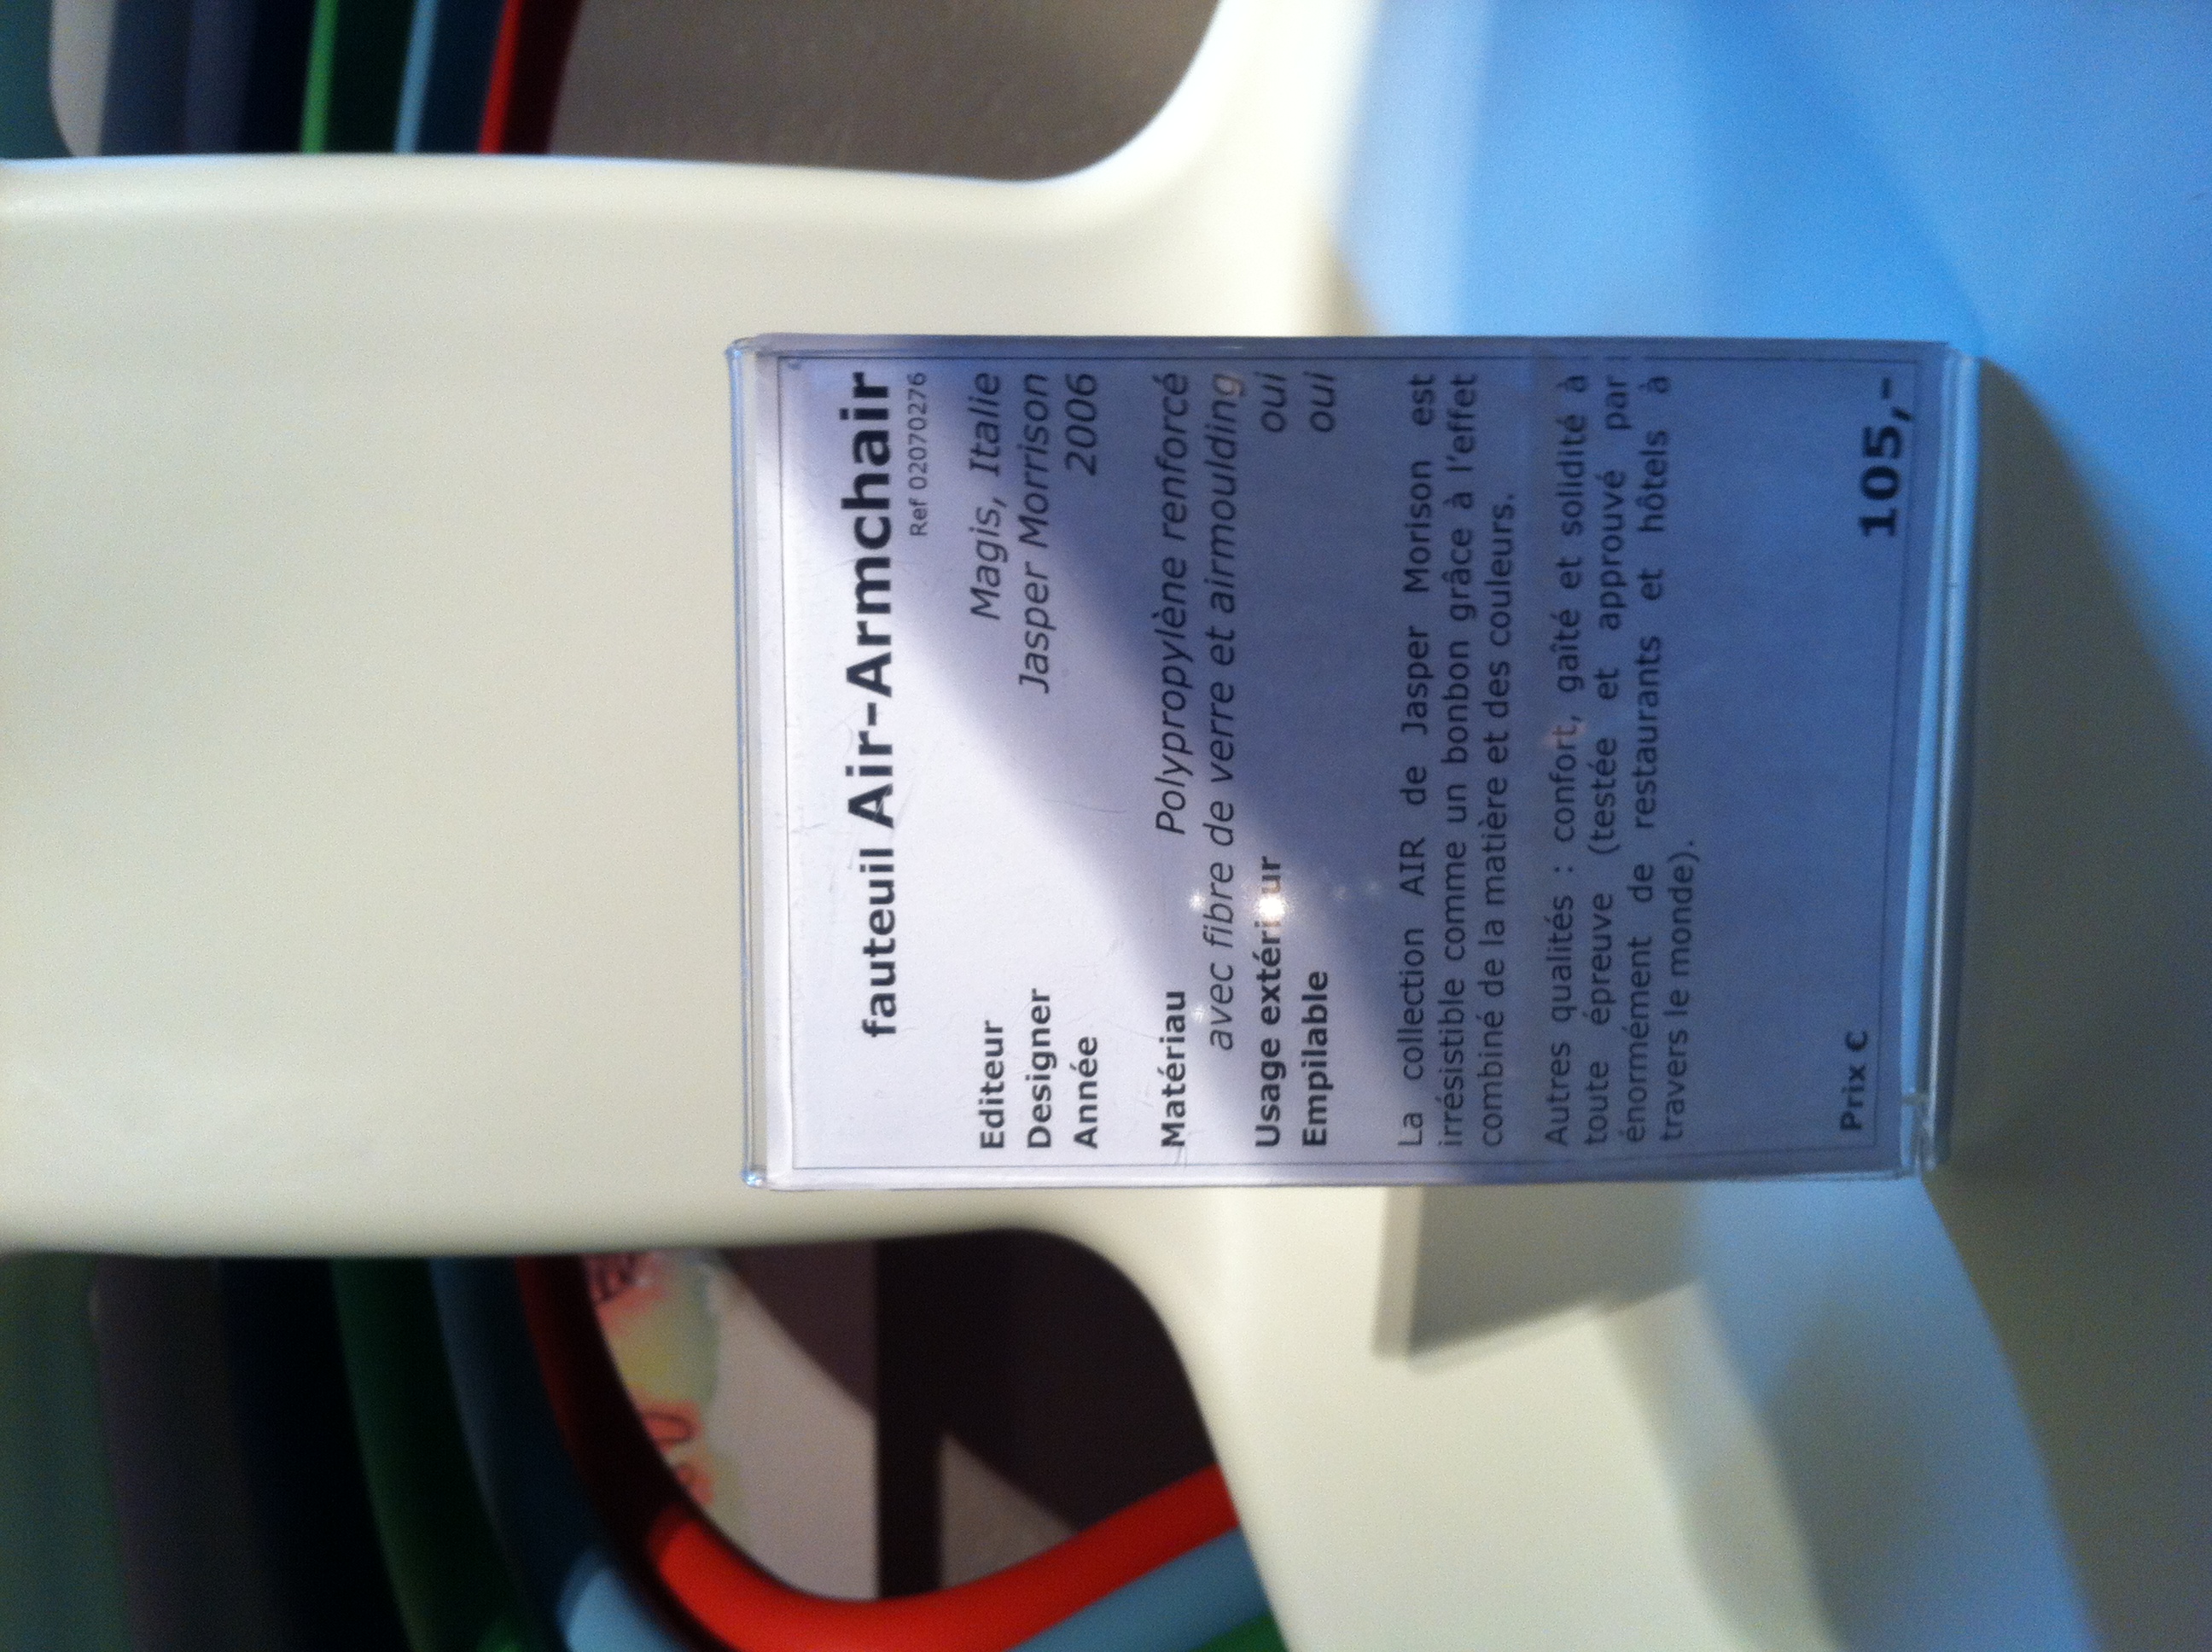 fauteuil Air-Armchair
Ref 02070276
Editeur Magis, Italie
Designer Jasper Morrison
Année 2006
Matériau Polypropylène renforcé
avec fibre de verre et airmoulding
Usage extérieur oui
Empilable oui
La collection AIR de Jasper Morison est
irrésistible comme un bonbon grâce à l'effet
combiné de la matière et des couleurs.
Autres qualités : confort, gaîté et solidité à
toute épreuve (testée et approuvé par
énormément de restaurants et hôtels à
travers le monde).
Prix € 105,-